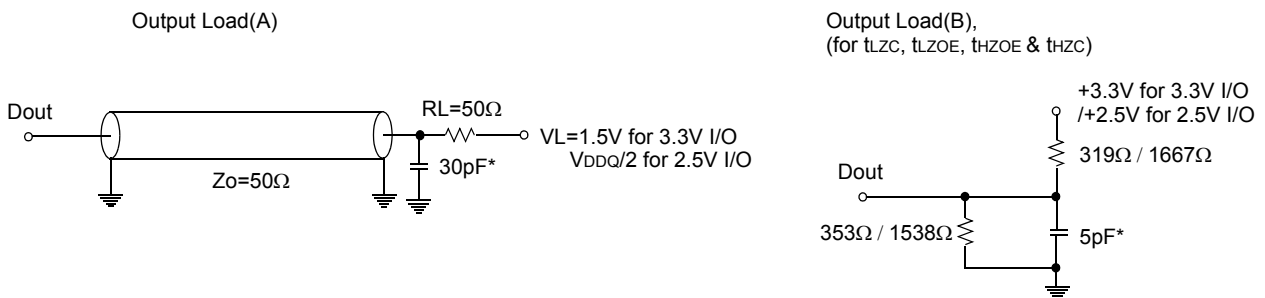 Output Load(A)
Dout
Zo=50Ω
RL=50Ω
30pF*
VL=1.5V for 3.3V I/O
VDDQ/2 for 2.5V I/O
Output Load(B),
(for tLZC, tLZOE, tHZOE & tHZC)
+3.3V for 3.3V I/O
/+2.5V for 2.5V I/O
319Ω / 1667Ω
Dout
353Ω / 1538Ω
5pF*